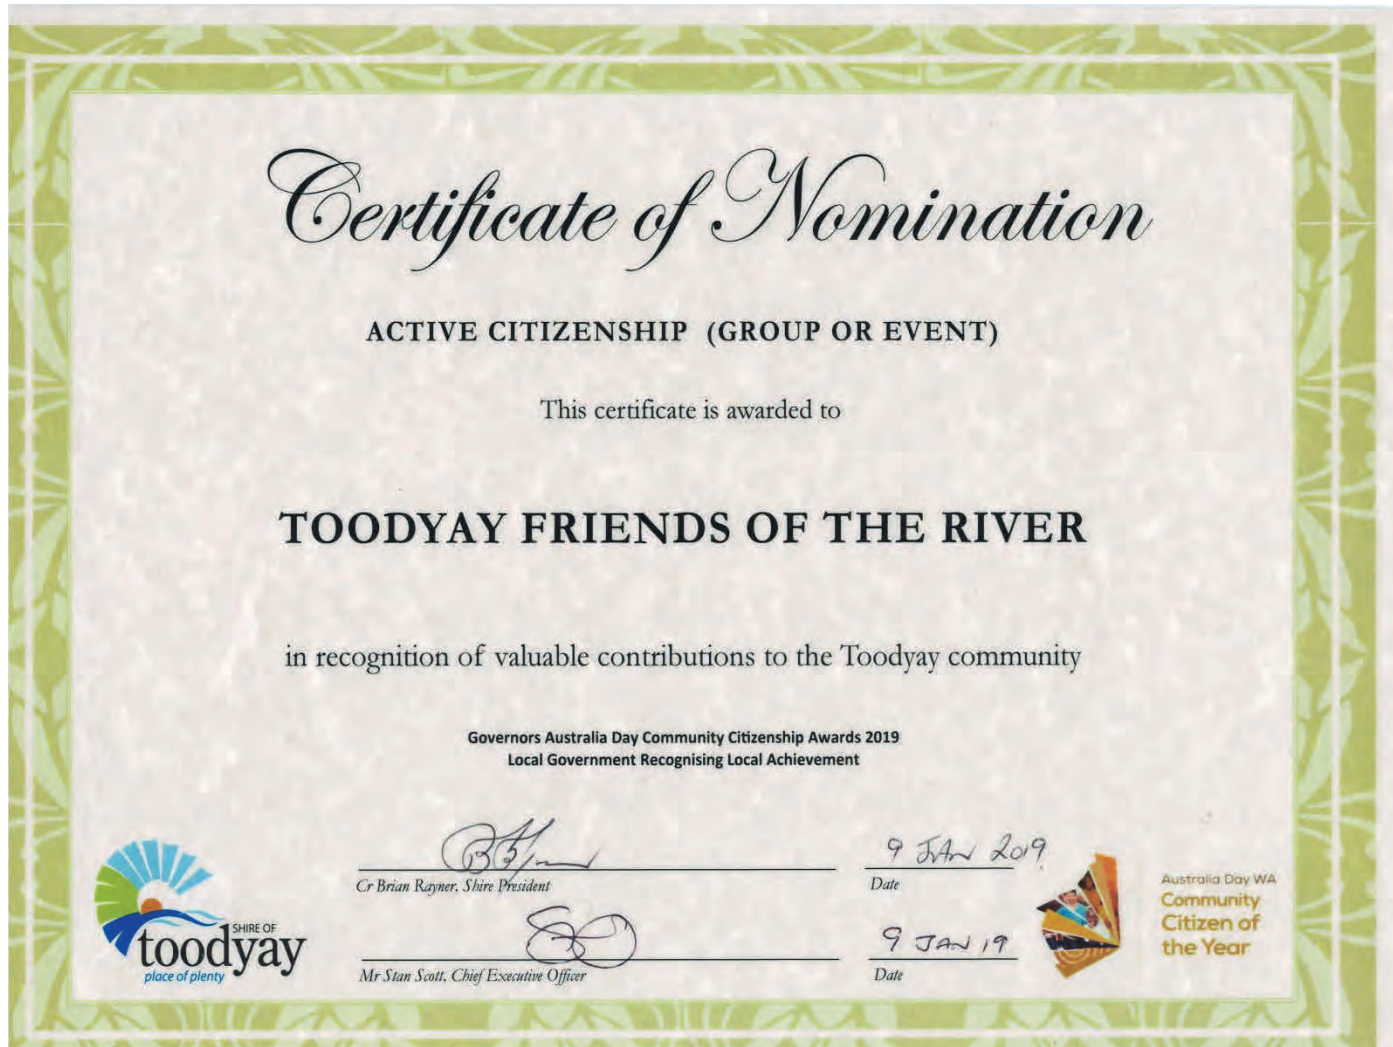 Certificate of Nomination
ACTIVE CITIZENSHIP (GROUP OR EVENT)
This certificate is awarded to
TOODYAY FRIENDS OF THE RIVER
in recognition of valuable contributions to the Toodyay community
Governors Australia Day Community Citizenship Awards 2019
Local Government Recognising Local Achievement
9 JAN 2019
Cr Brian Rayner, Shire President
Date
9 JAN 19
Mr Stan Scott, Chief Executive Officer
Date
SHIRE OF
toodyay
place of plenty
Australia Day WA
Community
Citizen of
the Year